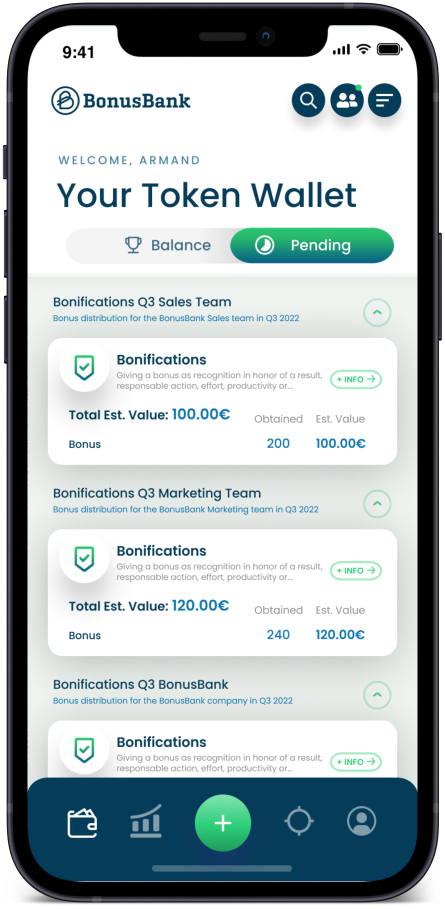 9:41
BonusBank
WELCOME, ARMAND
Your Token Wallet
Balance
Pending
Bonifications Q3 Sales Team
Bonus distribution for the BonusBank Sales team in Q3 2022
Bonifications
Giving a bonus as recognition in honor of a result,
responsable action, effort, productivity or...
+ INFO →
Total Est. Value: 100.00€
Obtained Est. Value
Bonus 200 100.00€
Bonifications Q3 Marketing Team
Bonus distribution for the BonusBank Marketing team in Q3 2022
Bonifications
Giving a bonus as recognition in honor of a result,
responsable action, effort, productivity or...
+ INFO →
Total Est. Value: 120.00€
Obtained Est. Value
Bonus 240 120.00€
Bonifications Q3 BonusBank
Bonus distribution for the BonusBank company in Q3 2022
Bonifications
Giving a bonus as recognition in honor of a result,
responsable action, effort, productivity or...
+ INFO →